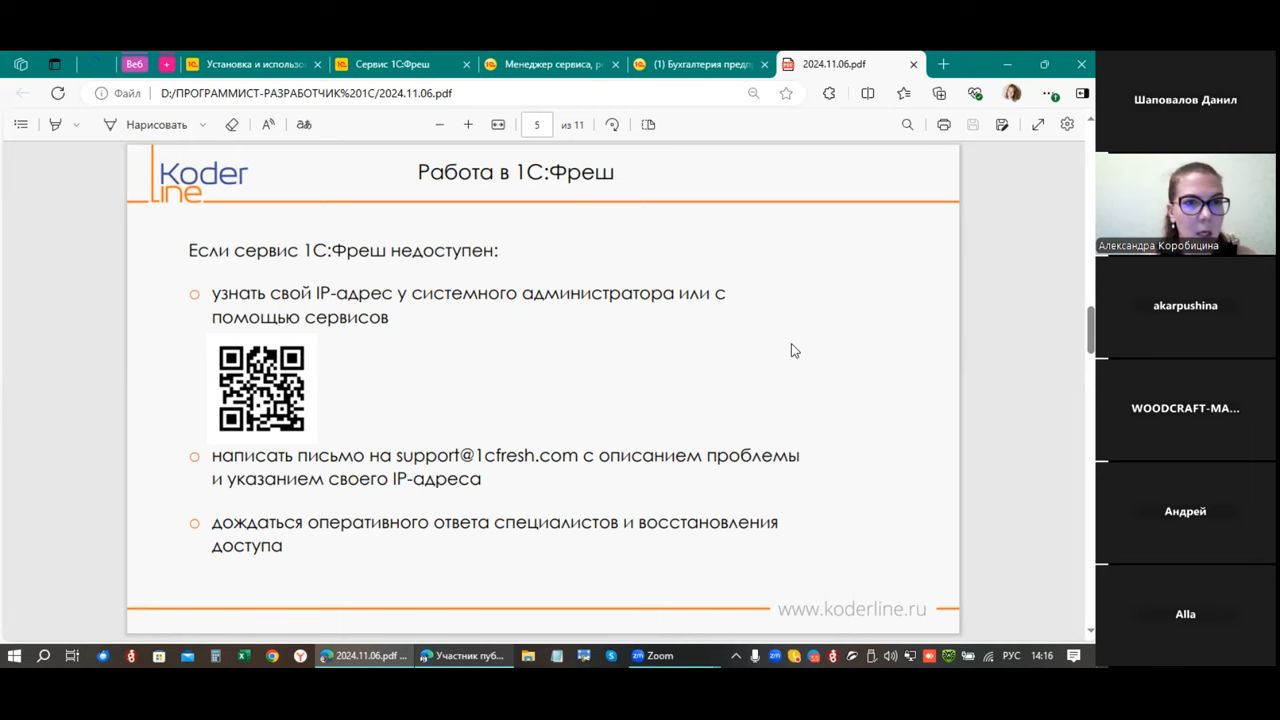 Веб
Установка и использо
Сервис 1С:Фреш
Менеджер сервиса, р
(1) Бухгалтерия предп
2024.11.06.pdf
Файл
D:/ПРОГРАММИСТ-РАЗРАБОТЧИК%201С/2024.11.06.pdf
Нарисовать
5
из 11
Koder
line
Работа в 1С:Фреш
Если сервис 1С:Фреш недоступен:
узнать свой IP-адрес у системного администратора или с
помощью сервисов
написать письмо на support@1cfresh.com с описанием проблемы
и указанием своего IP-адреса
дождаться оперативного ответа специалистов и восстановления
доступа
www.koderline.ru
Шаповалов Данил
Александра Коробицина
akarpushina
WOODCRAFT-MA...
Андрей
Alla
2024.11.06.pdf ...
Участник пуб...
Zoom
РУС
14:16